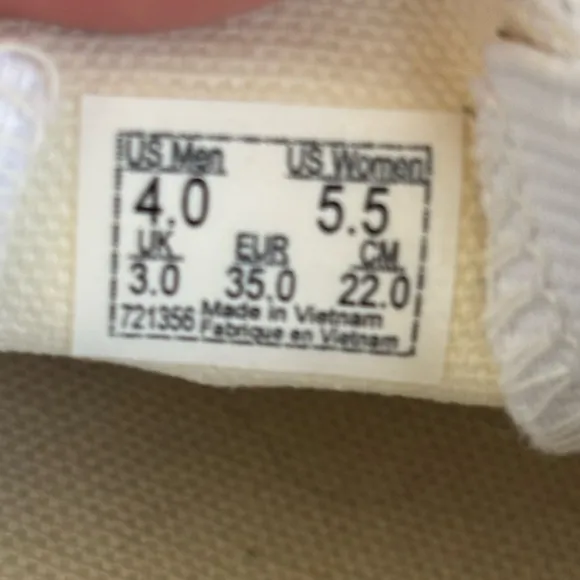 US Men US Women
4.0 5.5
UK EUR CM
3.0 35.0 22.0
721356 Made in Vietnam
Fabrique en Vietnam